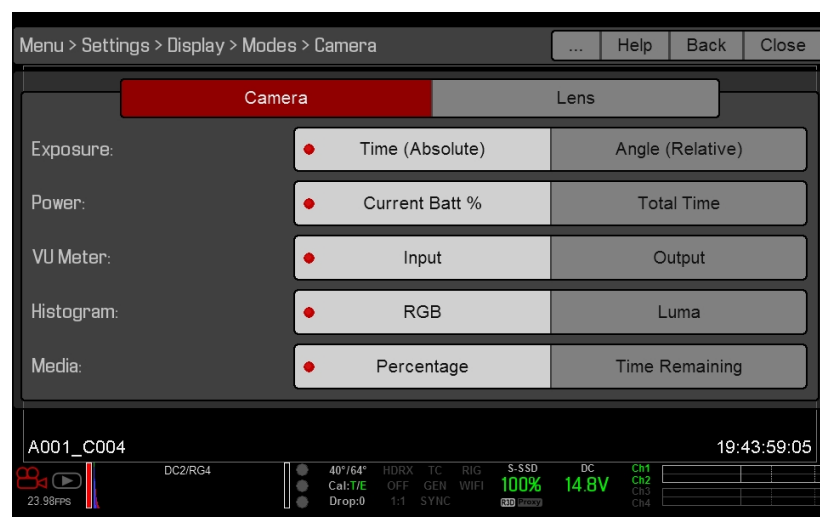 Menu > Settings > Display > Modes > Camera ... Help Back Close
Camera Lens
Exposure: Time (Absolute) Angle (Relative)
Power: Current Batt % Total Time
VU Meter: Input Output
Histogram: RGB Luma
Media: Percentage Time Remaining
A001_C004 19:43:59:05
DC2/RG4 40°/64° HDRX TC RIG S-SSD DC Ch1
Cal:T/E OFF GEN WIFI 100% 14.8V Ch2
23.98FPS Drop:0 1:1 SYNC R3D Proxy Ch3
Ch4